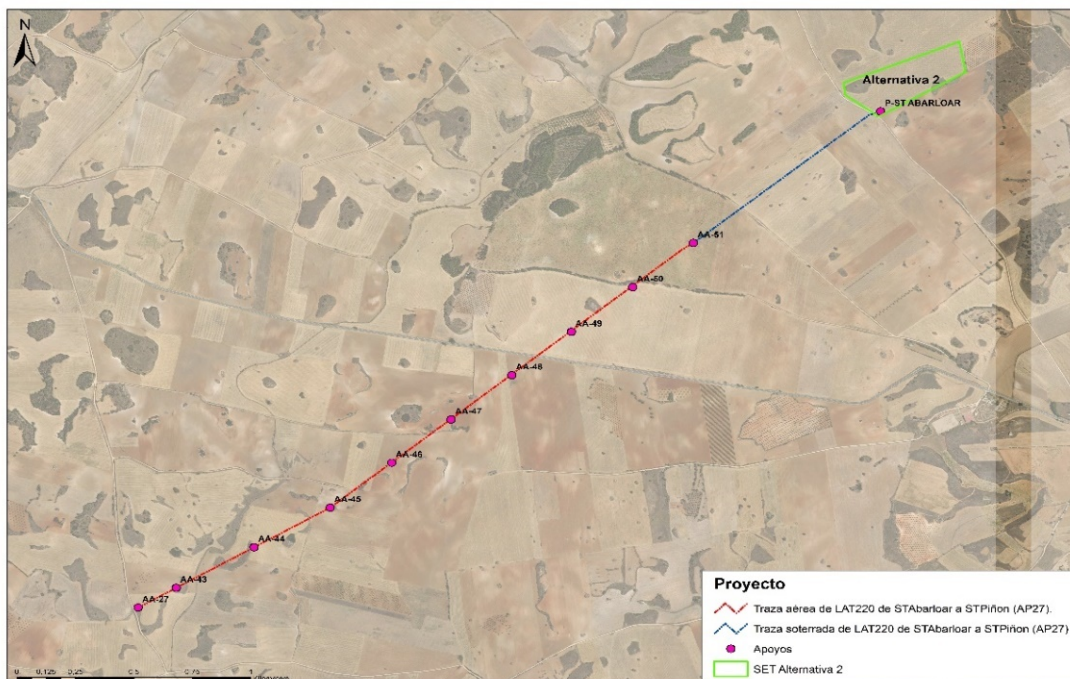 N
Alternativa 2
P-ST ABARLOAR
AA-51
AA-50
AA-49
AA-48
AA-47
AA-46
AA-45
AA-44
AA-43
AA-27
Proyecto
Traza aérea de LAT220 de STAbarloar a STPiñon (AP27).
Traza soterrada de LAT220 de STAbarloar a STPiñon (AP27)
Apoyos
SET Alternativa 2
0 0,125 0,25 0,5 0,75 1